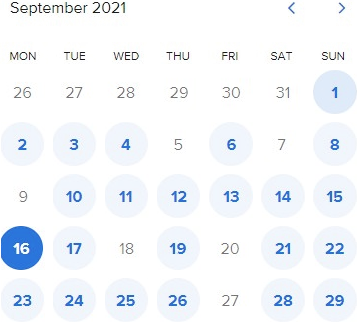 September 2021
MON TUE WED THU FRI SAT SUN
26 27 28 29 30 31 1
2 3 4 5 6 7 8
9 10 11 12 13 14 15
16 17 18 19 20 21 22
23 24 25 26 27 28 29